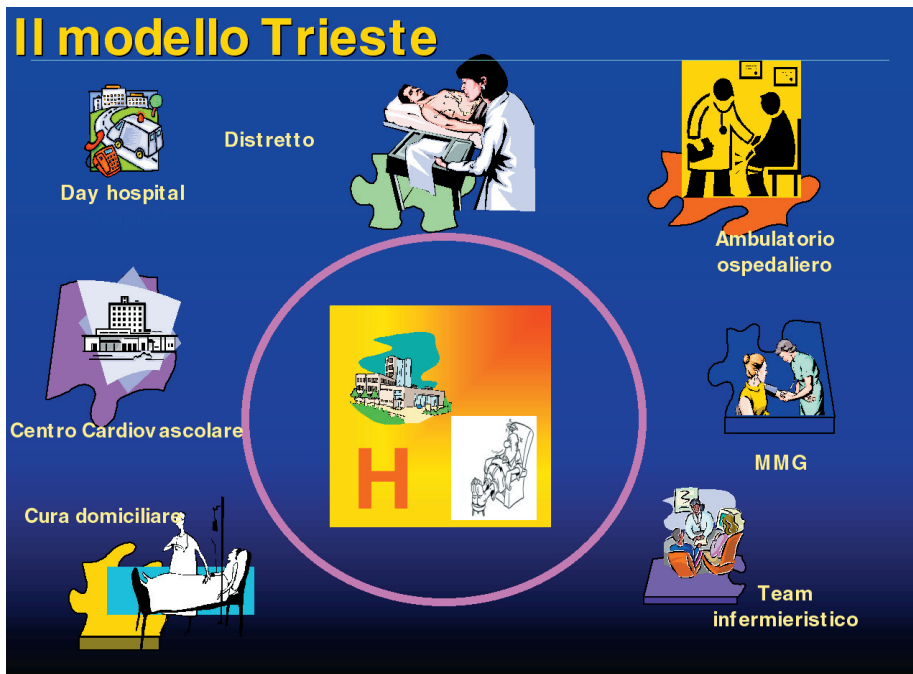 Il modello Trieste
Distretto
Day hospital
Ambulatorio
ospedaliero
Centro Cardiovascolare
H
MMG
Cura domiciliare
Team
infermieristico